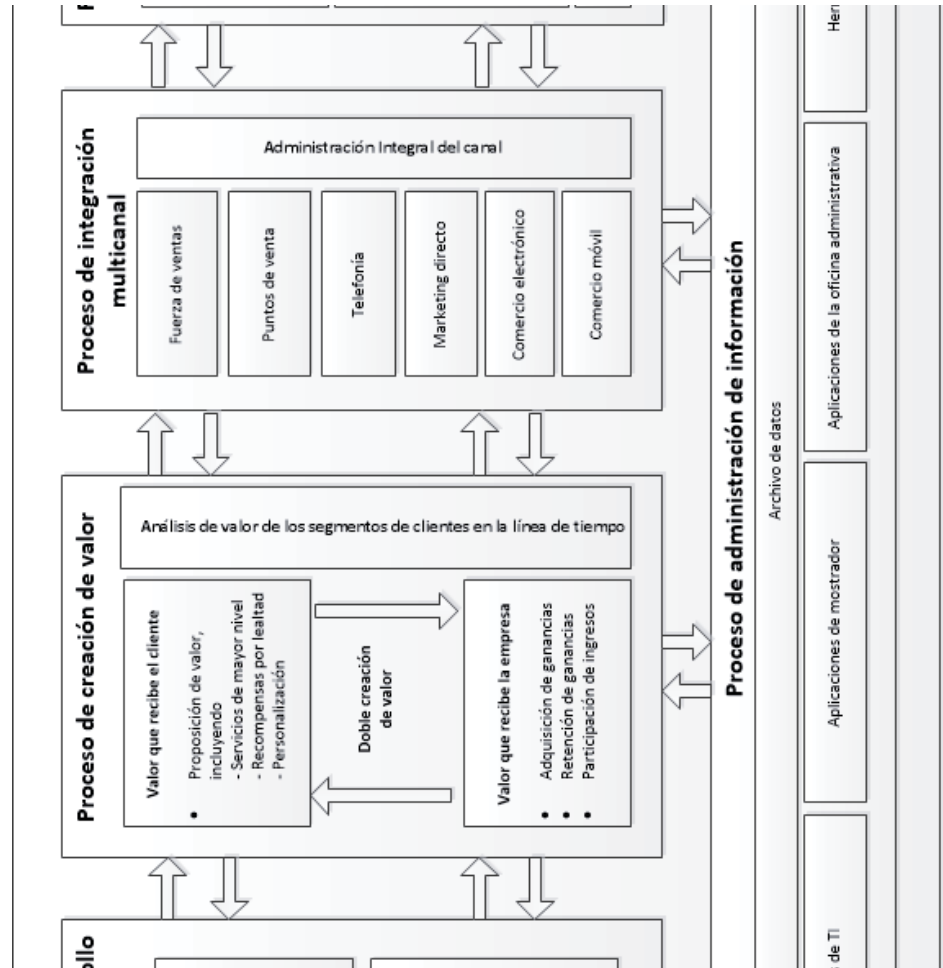 ollo
Proceso de creación de valor
Valor que recibe el cliente
• Proposición de valor,
incluyendo
- Servicios de mayor nivel
- Recompensas por lealtad
- Personalización
Doble creación
de valor
Valor que recibe la empresa
• Adquisición de ganancias
• Retención de ganancias
• Participación de ingresos
Análisis de valor de los segmentos de clientes en la línea de tiempo
Proceso de integración
multicanal
Fuerza de ventas
Puntos de venta
Telefonía
Marketing directo
Comercio electrónico
Comercio móvil
Administración Integral del canal
Proceso de administración de información
Archivo de datos
s de TI
Aplicaciones de mostrador
Aplicaciones de la oficina administrativa